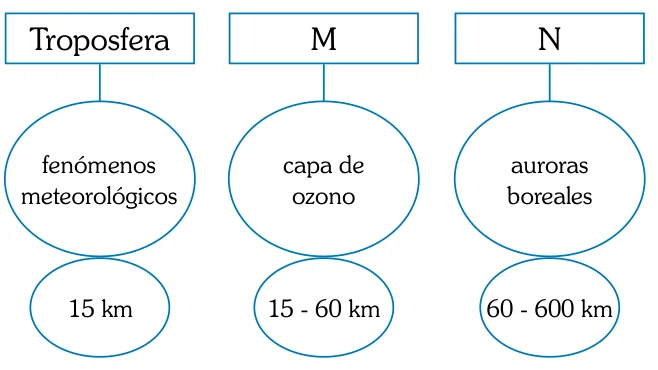 Troposfera
M
N
fenómenos
meteorológicos
capa de
ozono
auroras
boreales
15 km
15 - 60 km
60 - 600 km